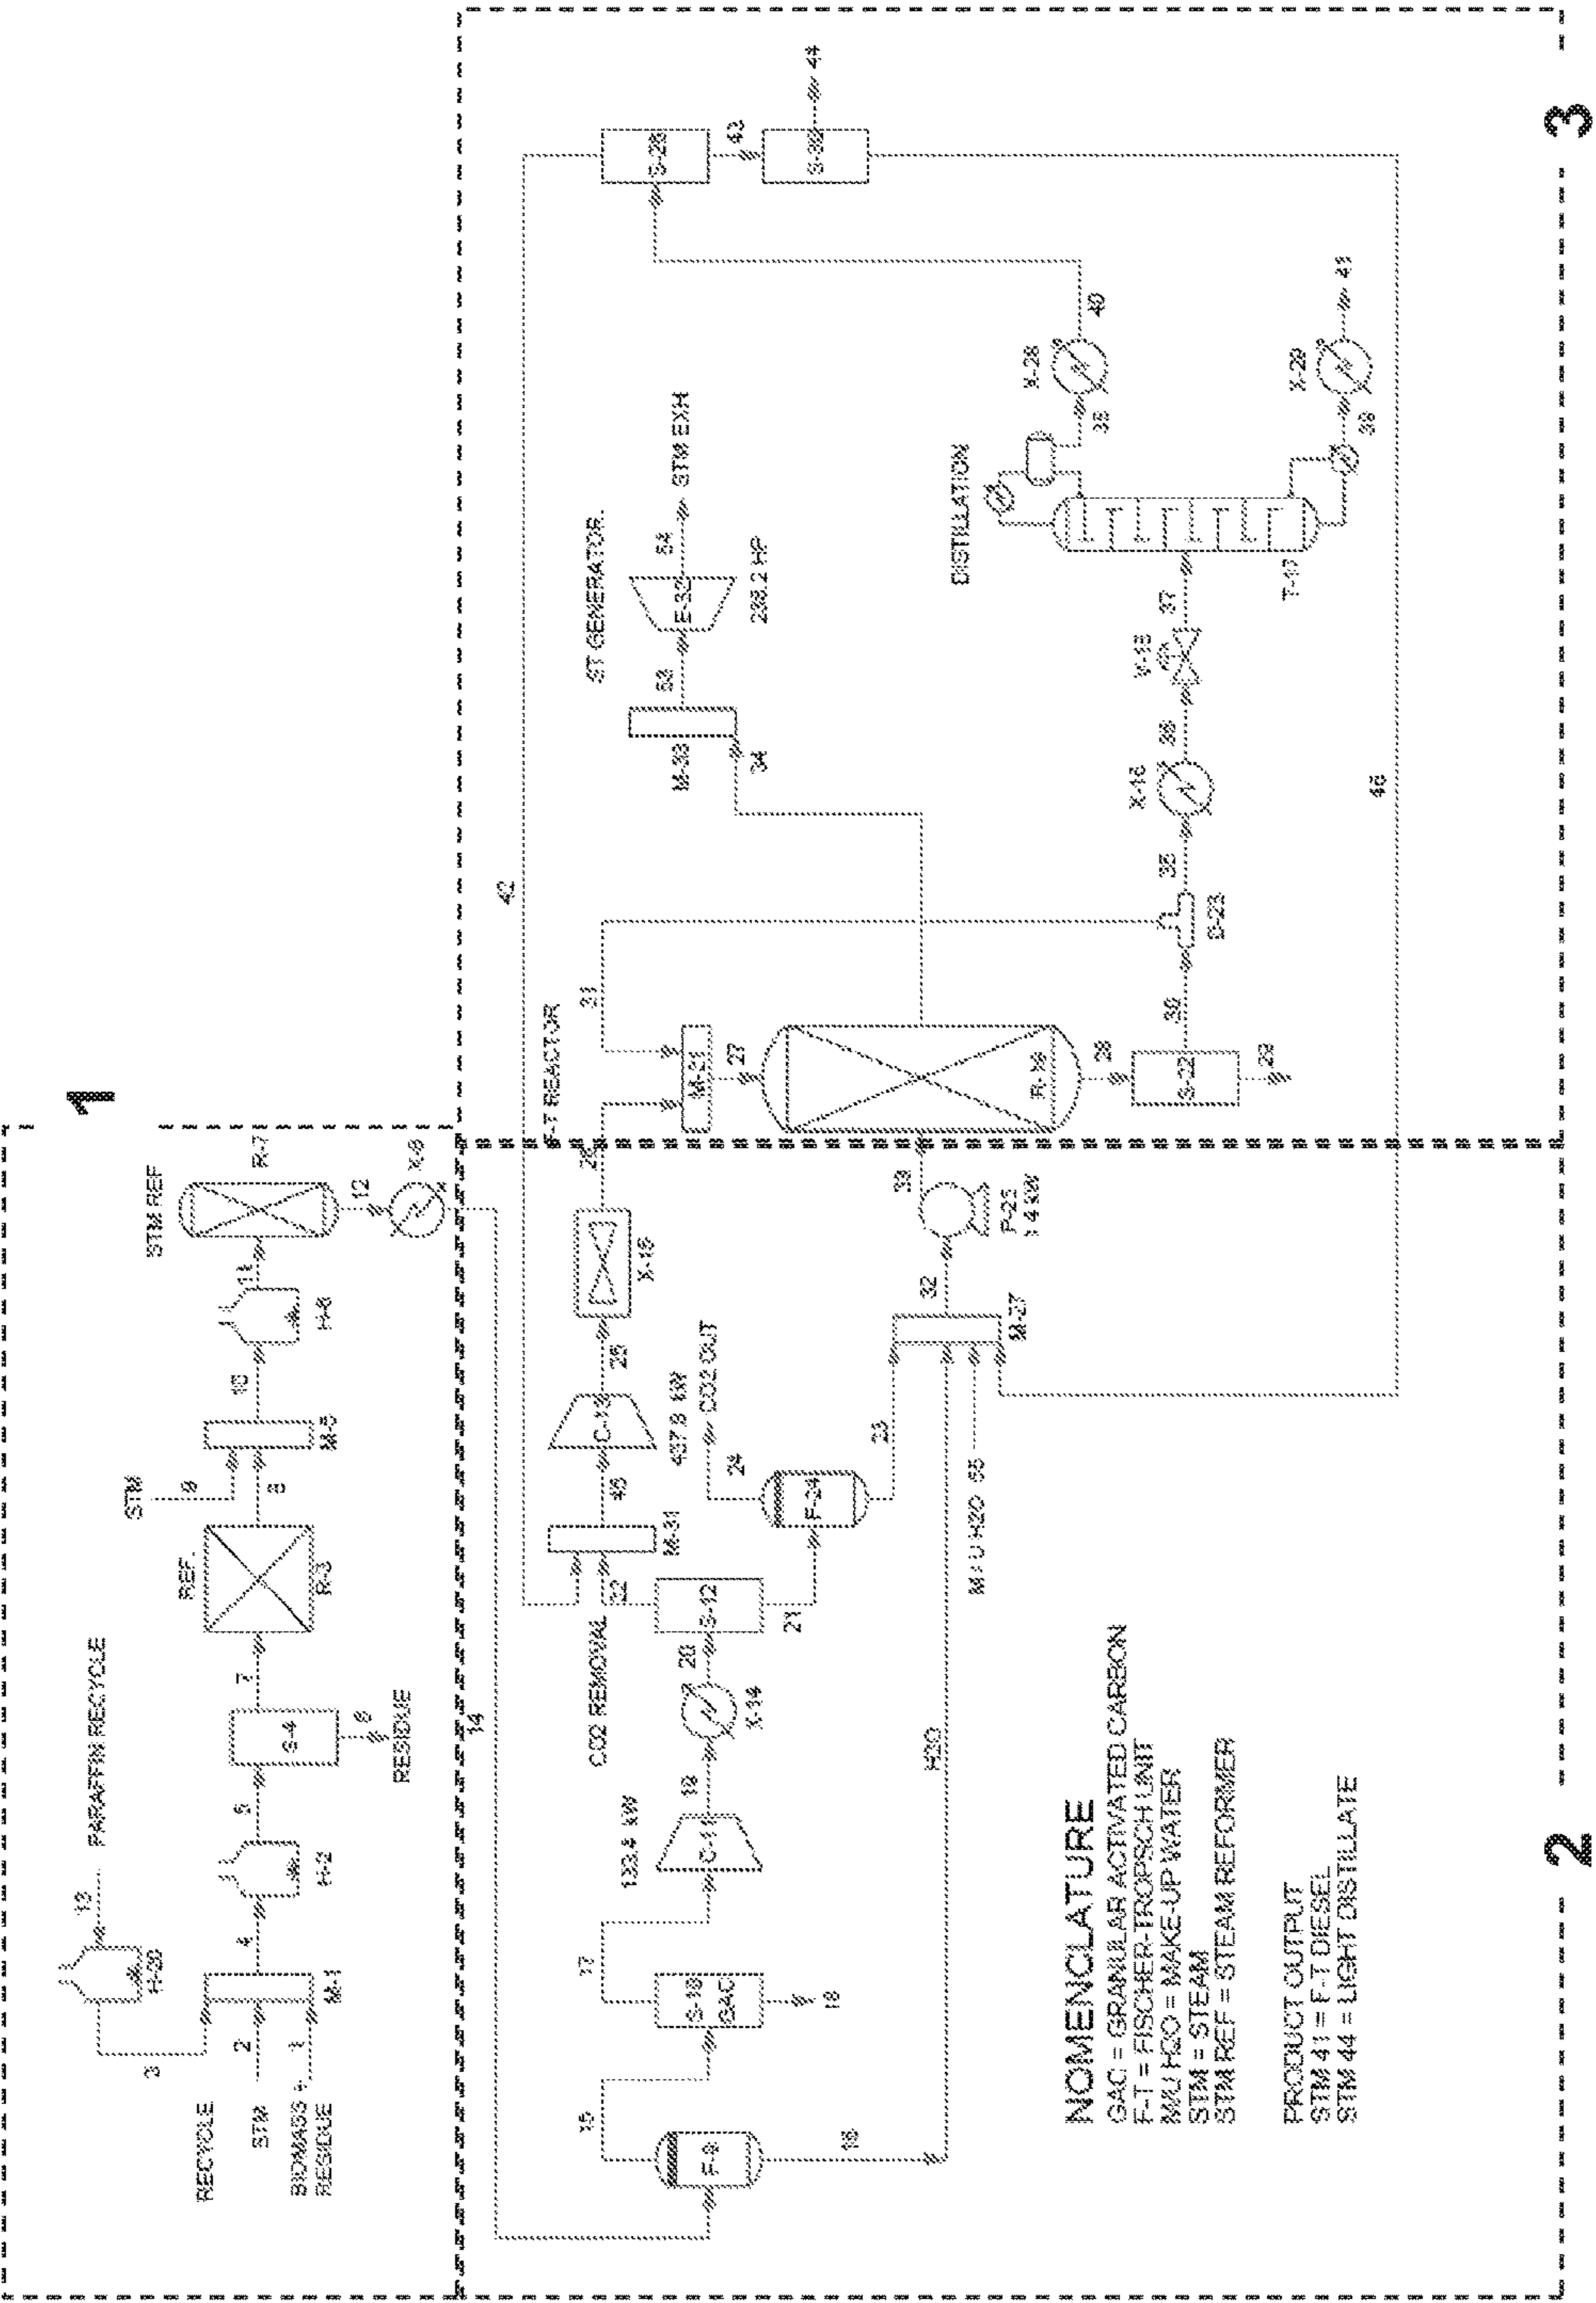 1
PARAFFIN RECYCLE
13
H-20
3
RECYCLE
STM
BIOMASS +
RESIDUE
2
1
M-1
4
H-2
5
S-4
6
RESIDUE
7
REF.
R-3
STM
9
8
M-5
10
H-6
11
STM REF
R-7
12
X-8
14
2
F-9
15
16
S-18
GAC
18
17
133.4 kW
C-11
19
X-14
20
CO2 REMOVAL
S-12
22
21
M-31
45
C-13
437.8 kW
25
X-15
26
F-24
24
CO2 OUT
23
H2O
M/U H2O 55
M-27
32
P-25
1.4 kW
33
3
42
F-T REACTOR
31
M-21
27
R-19
28
S-22
29
30
D-23
35
X-16
36
V-18
37
T-17
DISTILLATION
34
M-33
ST GENERATOR.
53
E-32
298.2 HP
54
STM EXH
X-28
40
X-29
39
41
S-26
43
S-30
44
46
NOMENCLATURE
GAC = GRANULAR ACTIVATED CARBON
F-T = FISCHER-TROPSCH UNIT
M/U H2O = MAKE-UP WATER
STM = STEAM
STM REF = STEAM REFORMER
PRODUCT OUTPUT
STM 41 = F-T DIESEL
STM 44 = LIGHT DISTILLATE